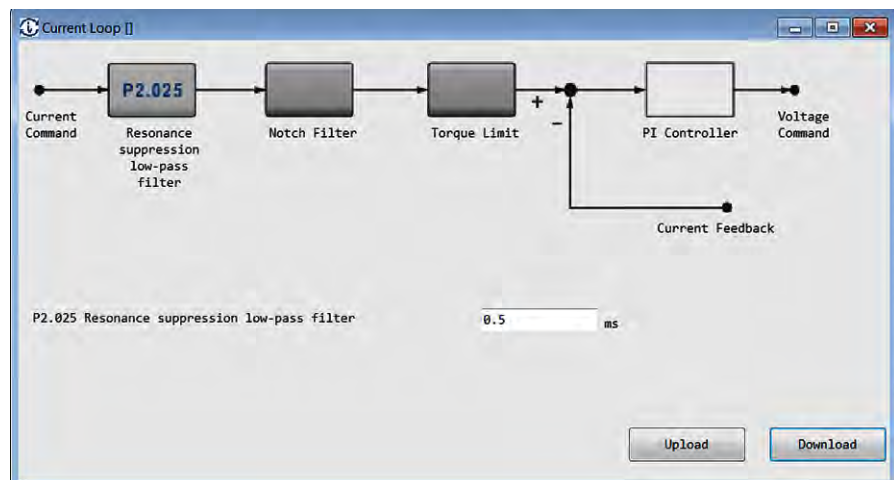 Current Loop []
P2.025
+
−
Current
Command
Resonance
suppression
low-pass
filter
Notch Filter
Torque Limit
PI Controller
Voltage
Command
Current Feedback
P2.025 Resonance suppression low-pass filter
0.5
ms
Upload
Download